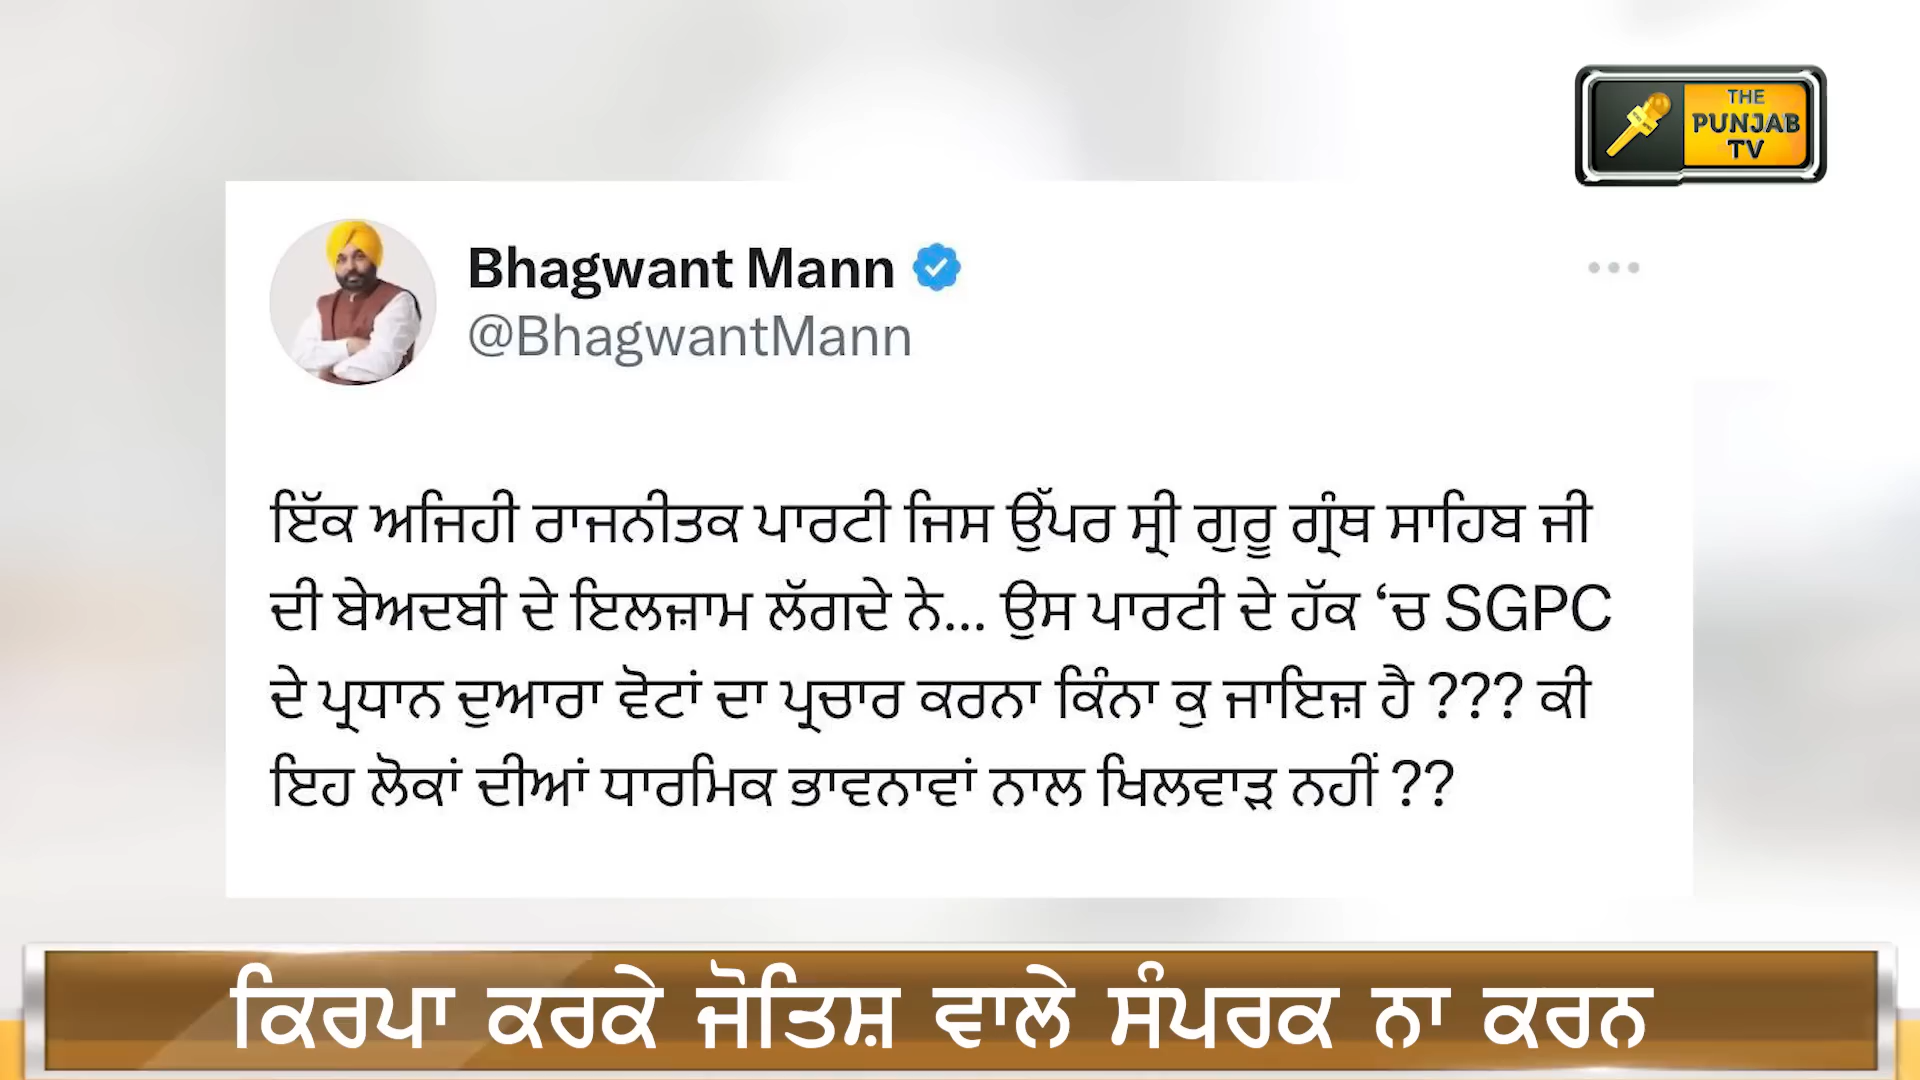 THE
PUNJAB
TV
Bhagwant Mann
@BhagwantMann
ਇੱਕ ਅਜਿਹੀ ਰਾਜਨੀਤਕ ਪਾਰਟੀ ਜਿਸ ਉੱਪਰ ਸ੍ਰੀ ਗੁਰੂ ਗ੍ਰੰਥ ਸਾਹਿਬ ਜੀ
ਦੀ ਬੇਅਦਬੀ ਦੇ ਇਲਜ਼ਾਮ ਲੱਗਦੇ ਨੇ... ਉਸ ਪਾਰਟੀ ਦੇ ਹੱਕ ‘ਚ SGPC
ਦੇ ਪ੍ਰਧਾਨ ਦੁਆਰਾ ਵੋਟਾਂ ਦਾ ਪ੍ਰਚਾਰ ਕਰਨਾ ਕਿੰਨਾ ਕੁ ਜਾਇਜ਼ ਹੈ ??? ਕੀ
ਇਹ ਲੋਕਾਂ ਦੀਆਂ ਧਾਰਮਿਕ ਭਾਵਨਾਵਾਂ ਨਾਲ ਖਿਲਵਾੜ ਨਹੀਂ ??
ਕਿਰਪਾ ਕਰਕੇ ਜੋਤਿਸ਼ ਵਾਲੇ ਸੰਪਰਕ ਨਾ ਕਰਨ